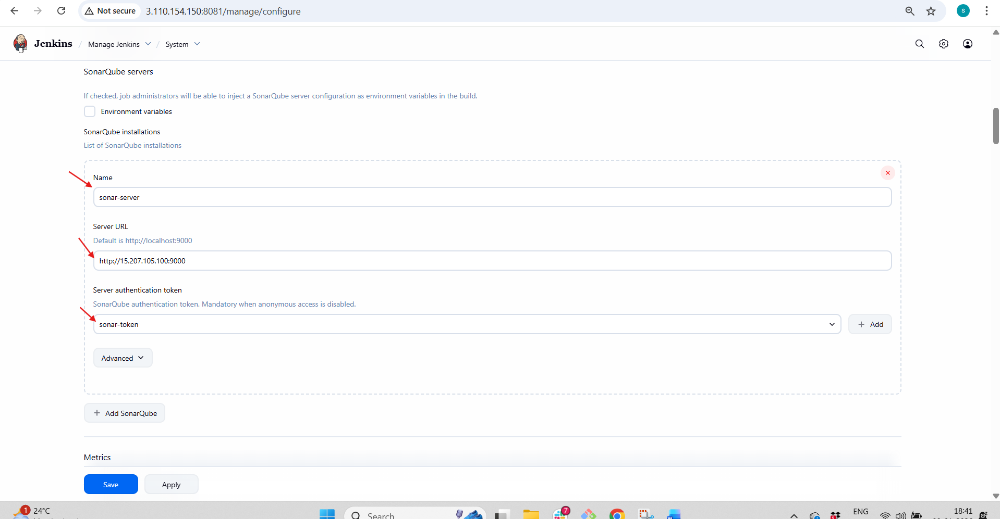 Not secure 3.110.154.150:8081/manage/configure
S
Jenkins / Manage Jenkins / System
SonarQube servers
If checked, job administrators will be able to inject a SonarQube server configuration as environment variables in the build.
Environment variables
SonarQube installations
List of SonarQube installations
Name
sonar-server
Server URL
Default is http://localhost:9000
http://15.207.105.100:9000
Server authentication token
SonarQube authentication token. Mandatory when anonymous access is disabled.
sonar-token
+ Add
Advanced
+ Add SonarQube
Metrics
Save Apply
1 24°C
Search
7
ENG
18:41